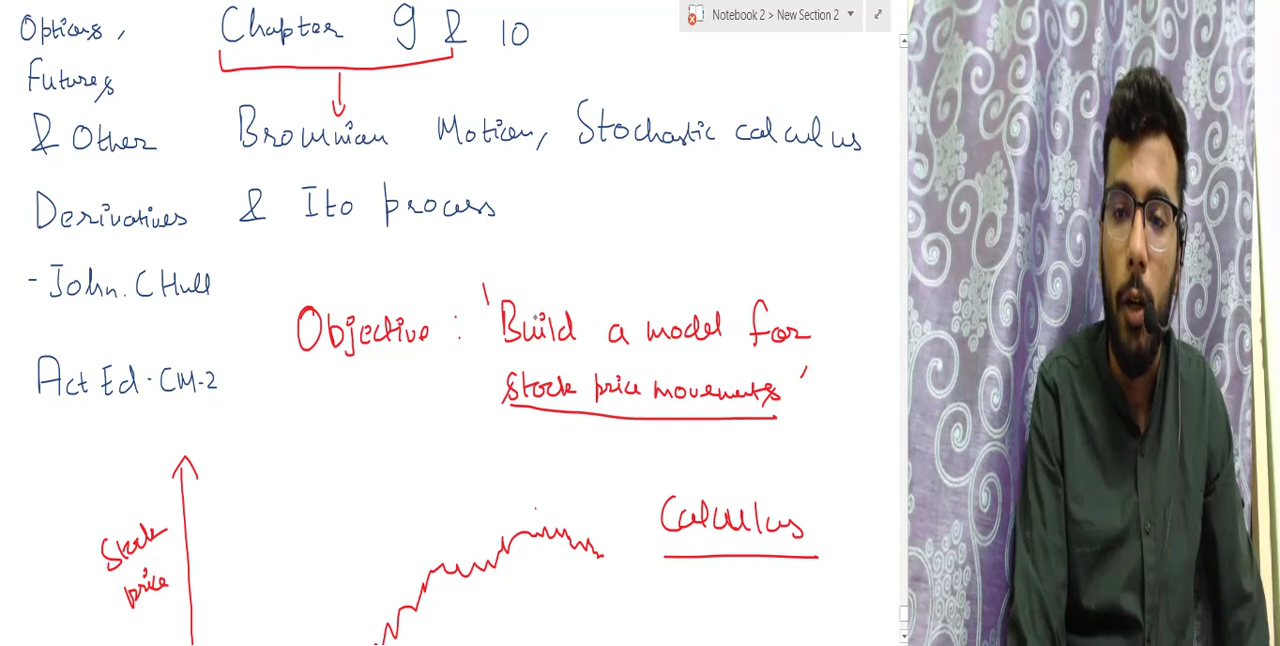 Notebook 2 > New Section 2
Chapter 9 & 10
Brownian Motion, Stochastic calculus
& Ito process
Options,
Futures
& Other
Derivatives
- John. C Hull
Act Ed. CM-2
Objective : 'Build a model for
stock price movements'
Stock
price
Calculus